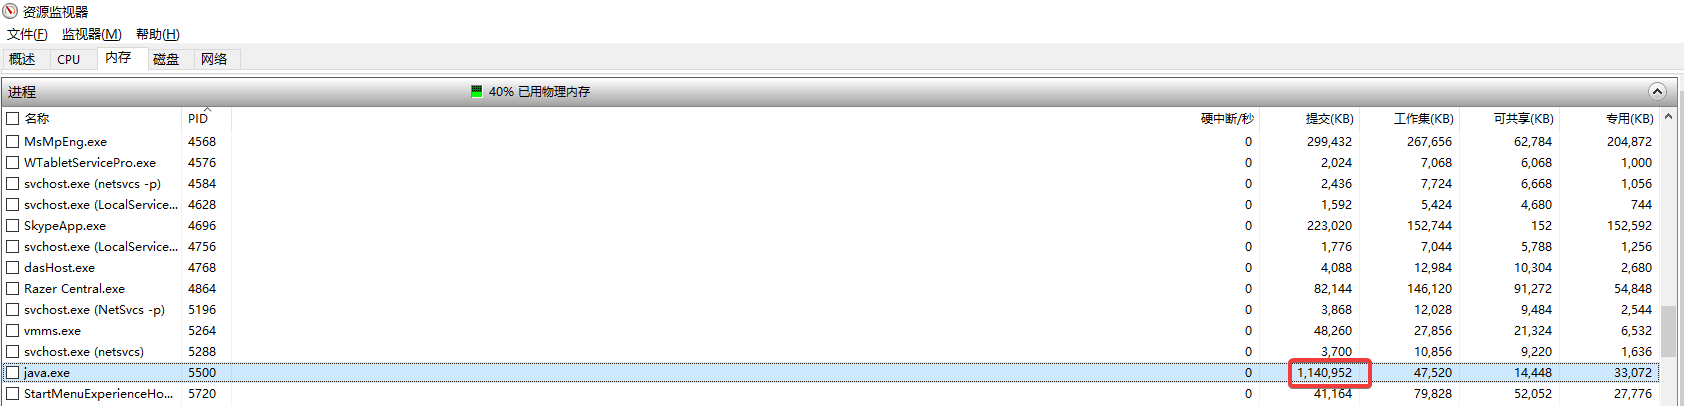 资源监视器
文件(F) 监视器(M) 帮助(H)
概述 CPU 内存 磁盘 网络
进程 40% 已用物理内存
名称 PID 硬中断/秒 提交(KB) 工作集(KB) 可共享(KB) 专用(KB)
MsMpEng.exe 4568 0 299,432 267,656 62,784 204,872
WTabletServicePro.exe 4576 0 2,024 7,068 6,068 1,000
svchost.exe (netsvcs -p) 4584 0 2,436 7,724 6,668 1,056
svchost.exe (LocalService... 4628 0 1,592 5,424 4,680 744
SkypeApp.exe 4696 0 223,020 152,744 152 152,592
svchost.exe (LocalService... 4756 0 1,776 7,044 5,788 1,256
dasHost.exe 4768 0 4,088 12,984 10,304 2,680
Razer Central.exe 4864 0 82,144 146,120 91,272 54,848
svchost.exe (NetSvcs -p) 5196 0 3,868 12,028 9,484 2,544
vmms.exe 5264 0 48,260 27,856 21,324 6,532
svchost.exe (netsvcs) 5288 0 3,700 10,856 9,220 1,636
java.exe 5500 0 1,140,952 47,520 14,448 33,072
StartMenuExperienceHo... 5720 0 41,164 79,828 52,052 27,776